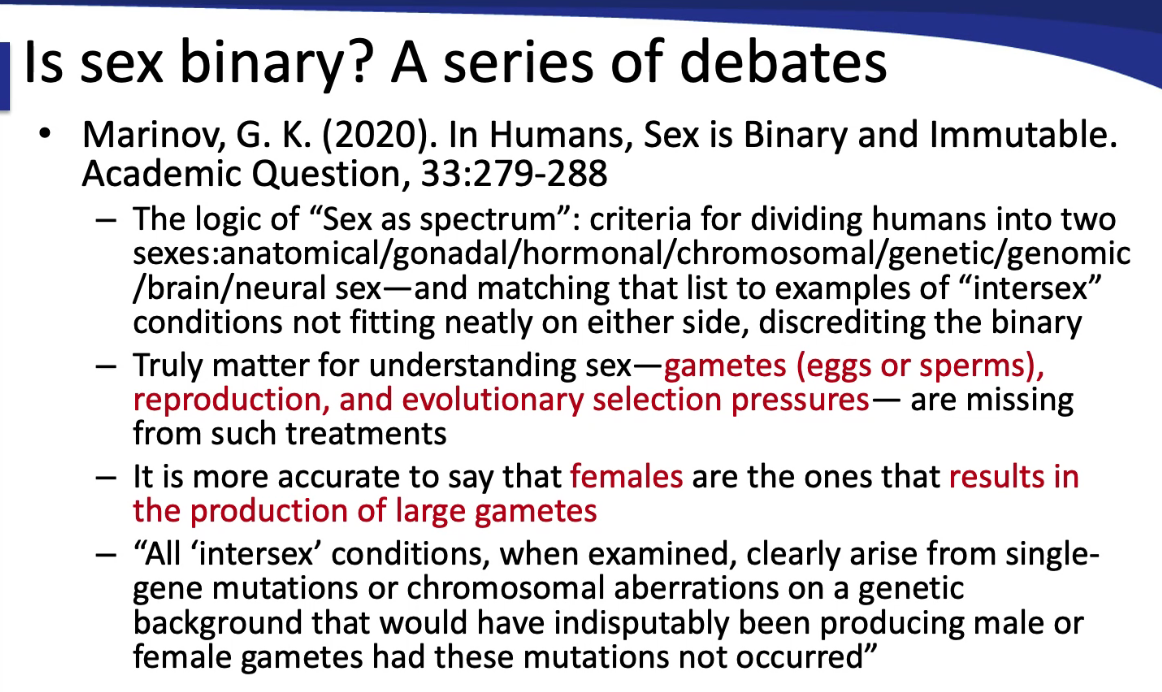 Is sex binary? A series of debates
• Marinov, G. K. (2020). In Humans, Sex is Binary and Immutable.
Academic Question, 33:279-288
– The logic of “Sex as spectrum”: criteria for dividing humans into two
sexes:anatomical/gonadal/hormonal/chromosomal/genetic/genomic
/brain/neural sex—and matching that list to examples of “intersex”
conditions not fitting neatly on either side, discrediting the binary
– Truly matter for understanding sex—gametes (eggs or sperms),
reproduction, and evolutionary selection pressures— are missing
from such treatments
– It is more accurate to say that females are the ones that results in
the production of large gametes
– “All ‘intersex’ conditions, when examined, clearly arise from single-
gene mutations or chromosomal aberrations on a genetic
background that would have indisputably been producing male or
female gametes had these mutations not occurred”